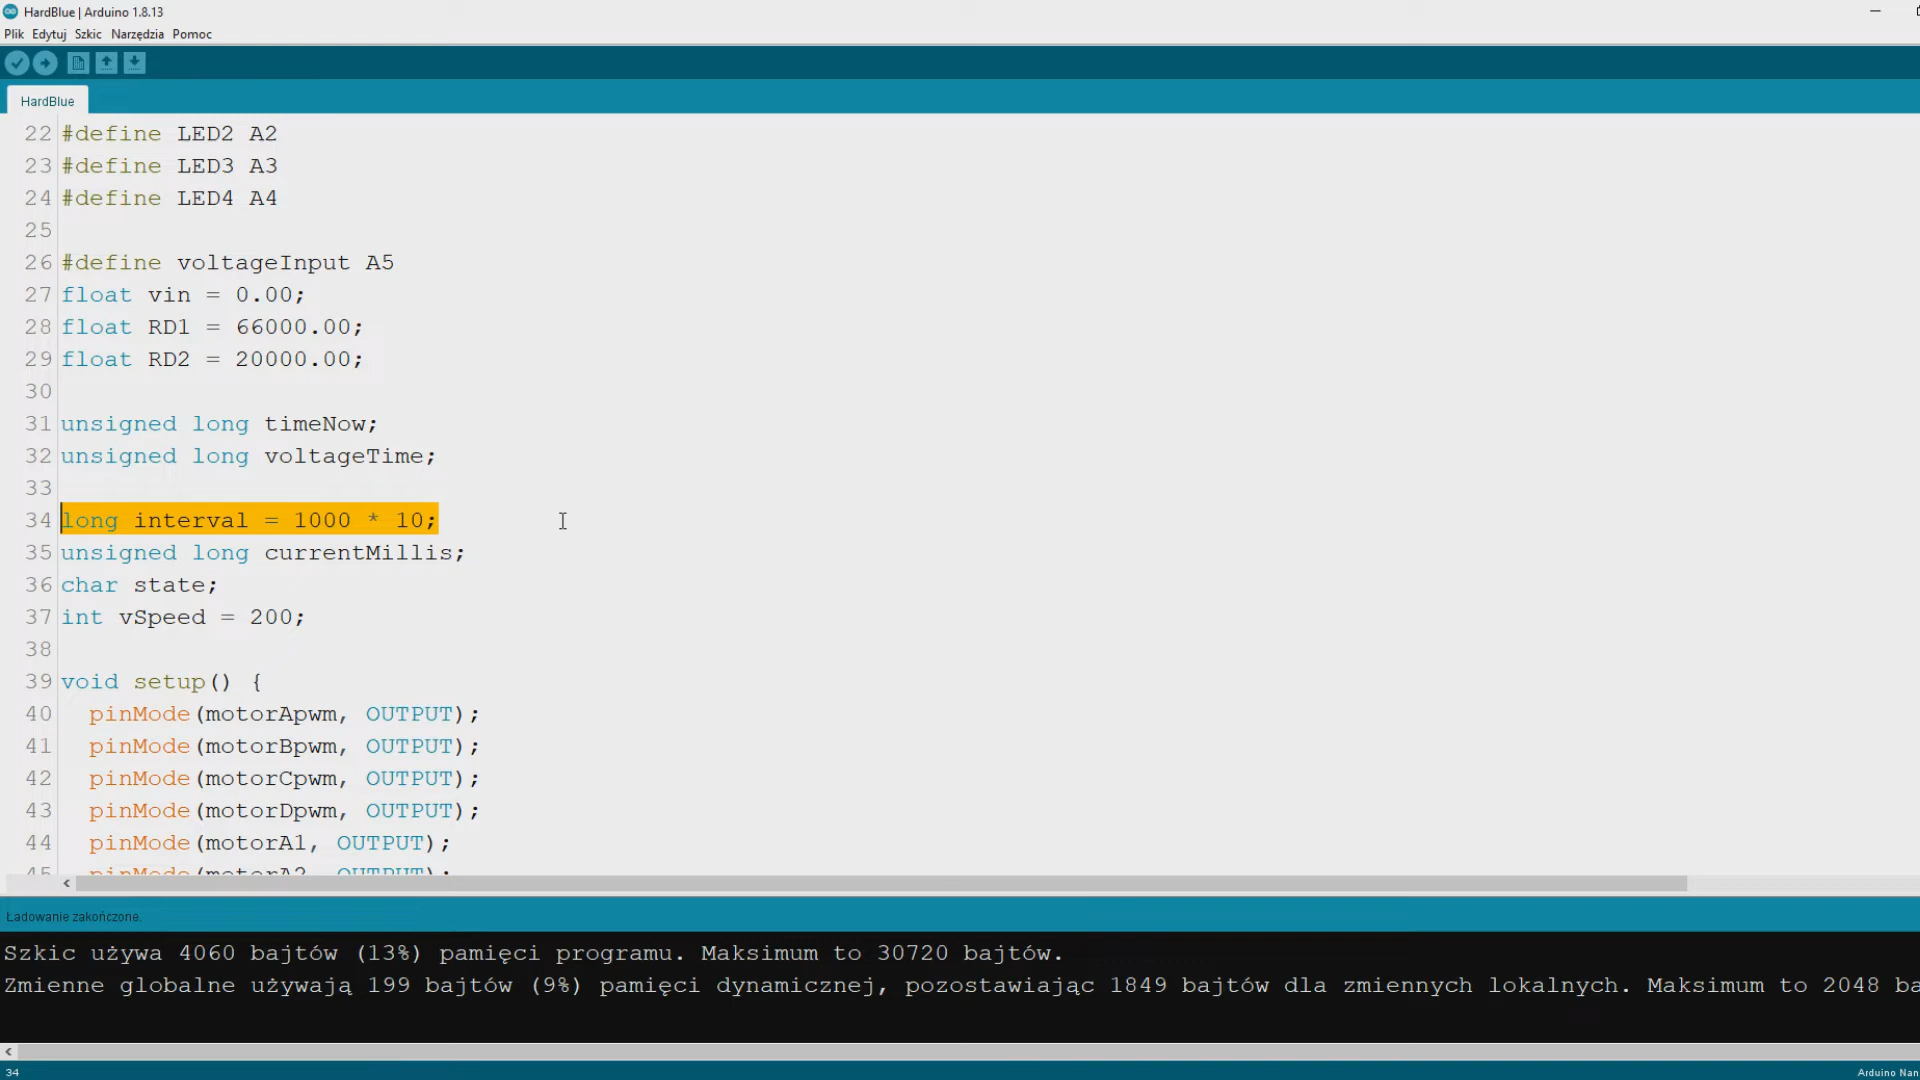 HardBlue | Arduino 1.8.13
Plik Edytuj Szkic Narzędzia Pomoc
HardBlue
22 #define LED2 A2
23 #define LED3 A3
24 #define LED4 A4
25
26 #define voltageInput A5
27 float vin = 0.00;
28 float RD1 = 66000.00;
29 float RD2 = 20000.00;
30
31 unsigned long timeNow;
32 unsigned long voltageTime;
33
34 long interval = 1000 * 10;
35 unsigned long currentMillis;
36 char state;
37 int vSpeed = 200;
38
39 void setup() {
40 pinMode(motorApwm, OUTPUT);
41 pinMode(motorBpwm, OUTPUT);
42 pinMode(motorCpwm, OUTPUT);
43 pinMode(motorDpwm, OUTPUT);
44 pinMode(motorA1, OUTPUT);
45 pinMode(motorA2, OUTPUT);
Ładowanie zakończone.
Szkic używa 4060 bajtów (13%) pamięci programu. Maksimum to 30720 bajtów.
Zmienne globalne używają 199 bajtów (9%) pamięci dynamicznej, pozostawiając 1849 bajtów dla zmiennych lokalnych. Maksimum to 2048 ba
34
Arduino Nan